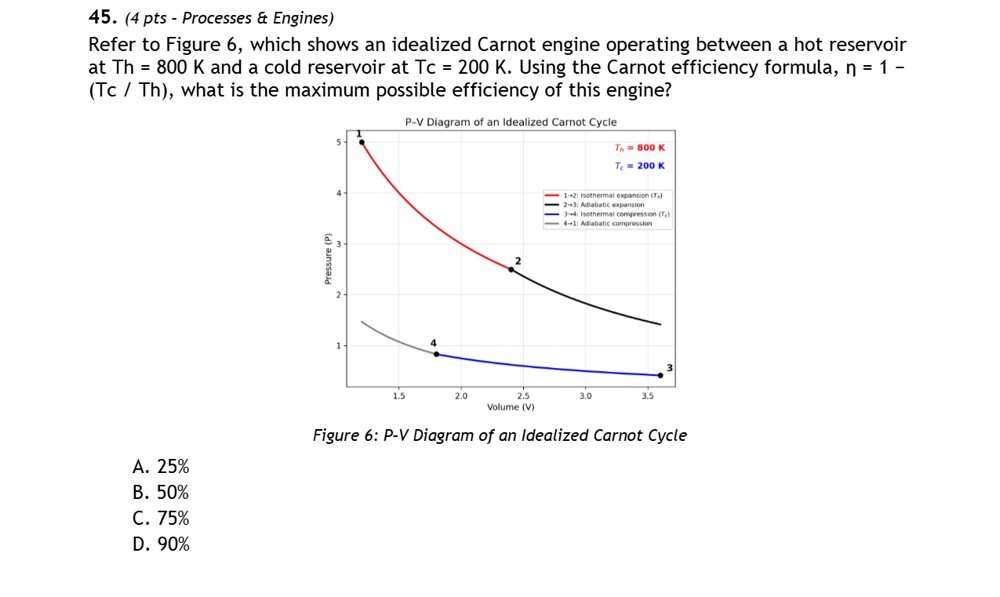 45. (4 pts - Processes & Engines)
Refer to Figure 6, which shows an idealized Carnot engine operating between a hot reservoir
at Th = 800 K and a cold reservoir at Tc = 200 K. Using the Carnot efficiency formula, η = 1 −
(Tc / Th), what is the maximum possible efficiency of this engine?
P–V Diagram of an Idealized Carnot Cycle
Tₕ = 800 K
T꜀ = 200 K
1→2: Isothermal expansion (Tₕ)
2→3: Adiabatic expansion
3→4: Isothermal compression (T꜀)
4→1: Adiabatic compression
1
2
3
4
Pressure (P)
5
4
3
2
1
1.5 2.0 2.5 3.0 3.5
Volume (V)
Figure 6: P-V Diagram of an Idealized Carnot Cycle
A. 25%
B. 50%
C. 75%
D. 90%